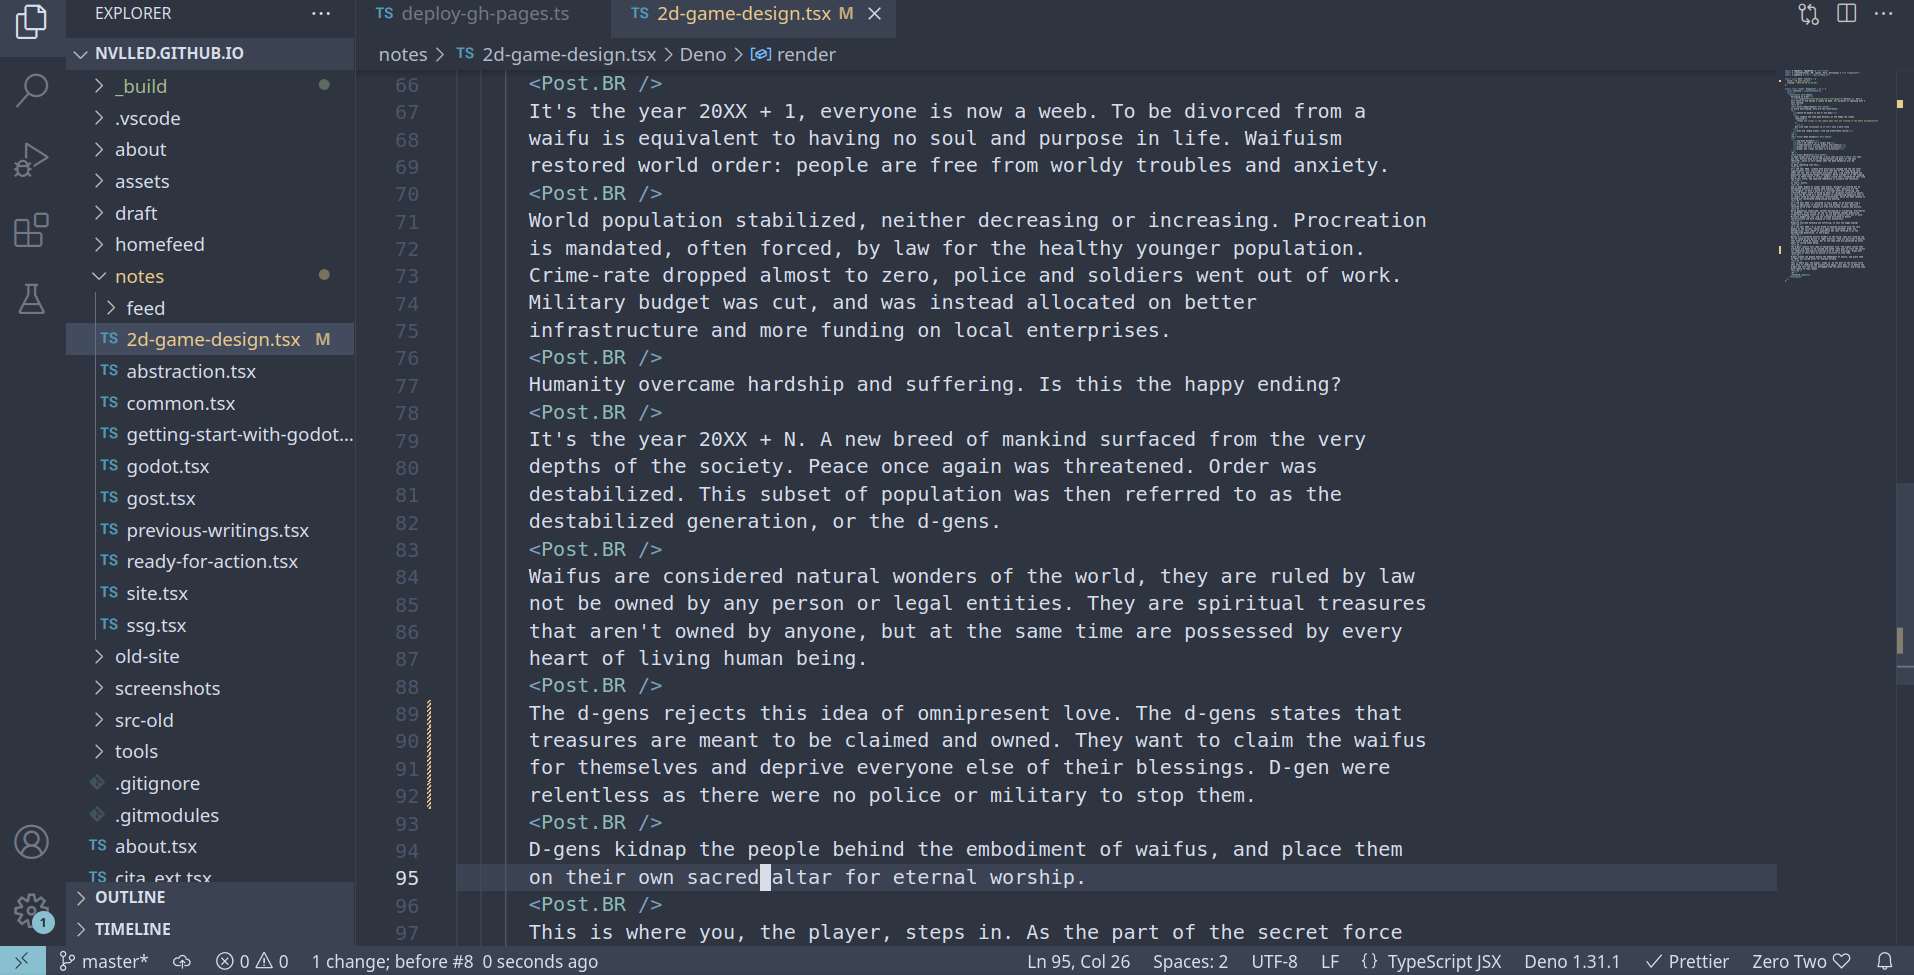 EXPLORER
NVLLED.GITHUB.IO
_build
.vscode
about
assets
draft
homefeed
notes
feed
TS 2d-game-design.tsx M
TS abstraction.tsx
TS common.tsx
TS getting-start-with-godot...
TS godot.tsx
TS gost.tsx
TS previous-writings.tsx
TS ready-for-action.tsx
TS site.tsx
TS ssg.tsx
old-site
screenshots
src-old
tools
.gitignore
.gitmodules
TS about.tsx
TS cita_ext.tsx
OUTLINE
TIMELINE
1
TS deploy-gh-pages.ts
TS 2d-game-design.tsx M
notes > TS 2d-game-design.tsx > Deno > render
66 <Post.BR />
67 It's the year 20XX + 1, everyone is now a weeb. To be divorced from a
68 waifu is equivalent to having no soul and purpose in life. Waifuism
69 restored world order: people are free from worldy troubles and anxiety.
70 <Post.BR />
71 World population stabilized, neither decreasing or increasing. Procreation
72 is mandated, often forced, by law for the healthy younger population.
73 Crime-rate dropped almost to zero, police and soldiers went out of work.
74 Military budget was cut, and was instead allocated on better
75 infrastructure and more funding on local enterprises.
76 <Post.BR />
77 Humanity overcame hardship and suffering. Is this the happy ending?
78 <Post.BR />
79 It's the year 20XX + N. A new breed of mankind surfaced from the very
80 depths of the society. Peace once again was threatened. Order was
81 destabilized. This subset of population was then referred to as the
82 destabilized generation, or the d-gens.
83 <Post.BR />
84 Waifus are considered natural wonders of the world, they are ruled by law
85 not be owned by any person or legal entities. They are spiritual treasures
86 that aren't owned by anyone, but at the same time are possessed by every
87 heart of living human being.
88 <Post.BR />
89 The d-gens rejects this idea of omnipresent love. The d-gens states that
90 treasures are meant to be claimed and owned. They want to claim the waifus
91 for themselves and deprive everyone else of their blessings. D-gen were
92 relentless as there were no police or military to stop them.
93 <Post.BR />
94 D-gens kidnap the people behind the embodiment of waifus, and place them
95 on their own sacred altar for eternal worship.
96 <Post.BR />
97 This is where you, the player, steps in. As the part of the secret force
master* 0 0 1 change; before #8 0 seconds ago Ln 95, Col 26 Spaces: 2 UTF-8 LF {} TypeScript JSX Deno 1.31.1 Prettier Zero Two ♡